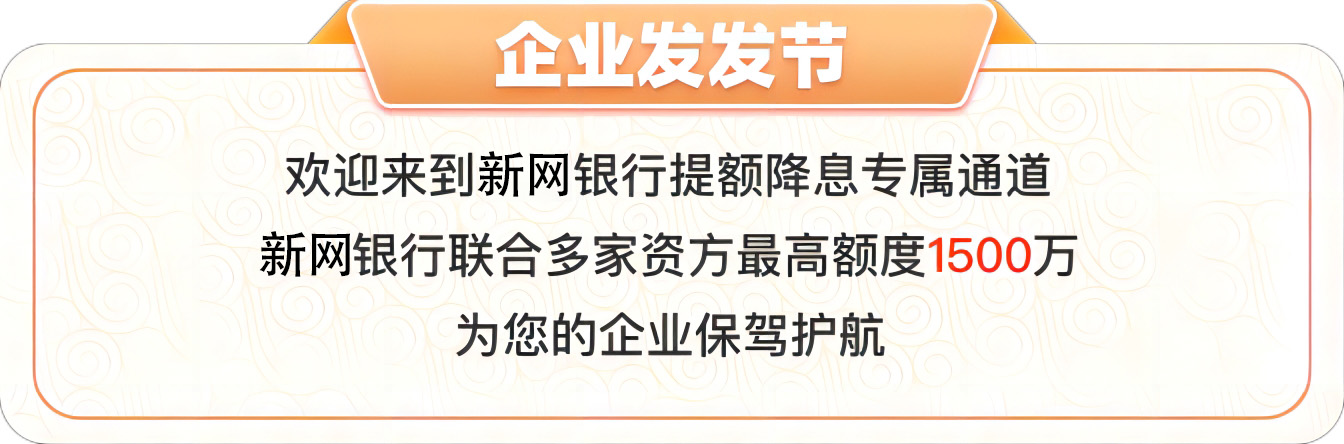 企业发发节
欢迎来到新网银行提额降息专属通道
新网银行联合多家资方最高额度1500万
为您的企业保驾护航